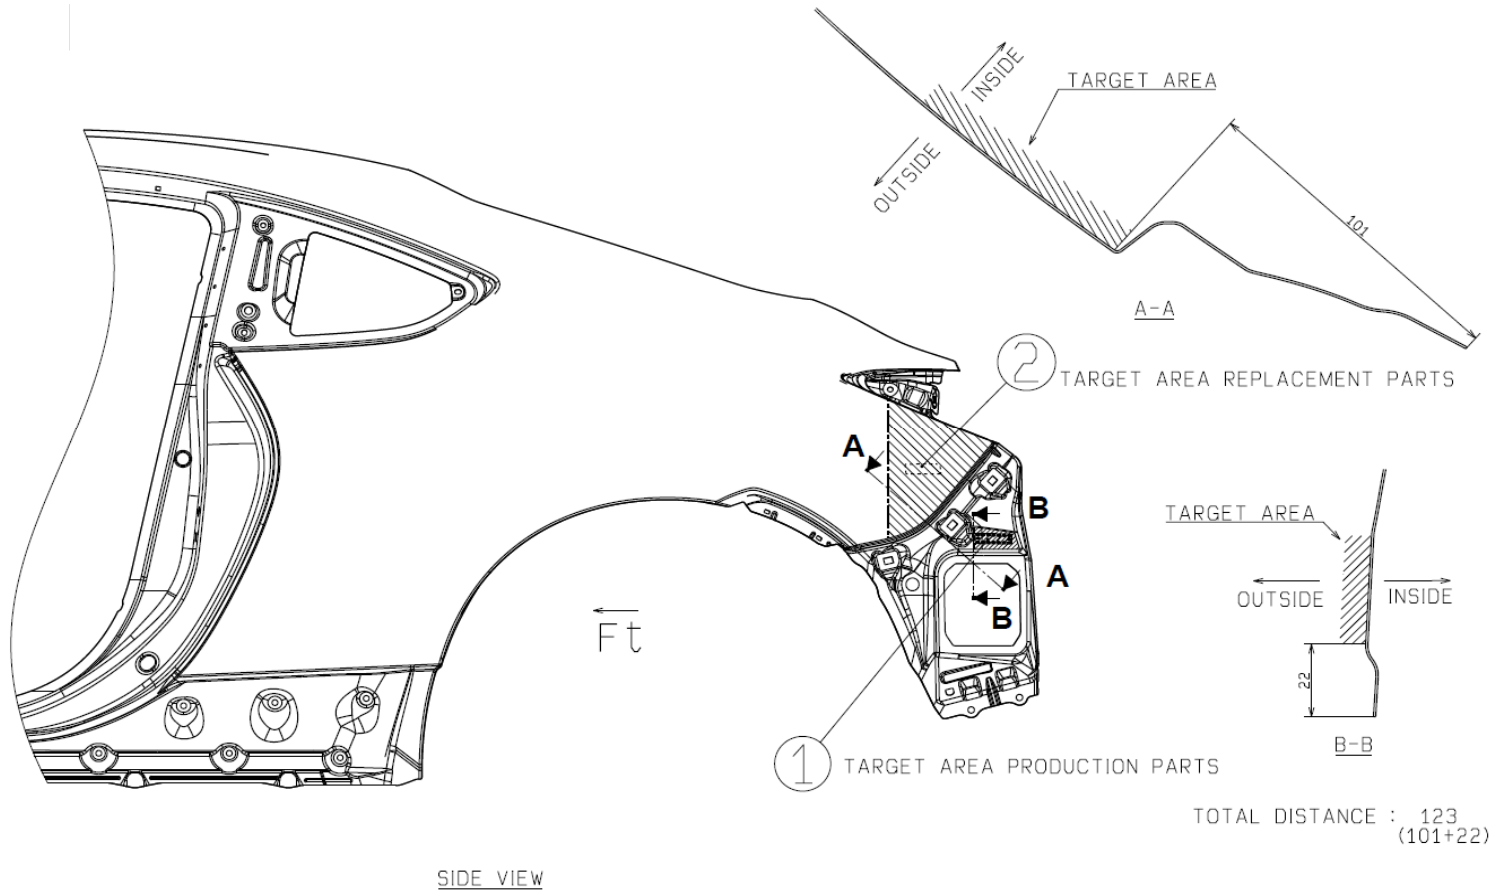 INSIDE
TARGET AREA
OUTSIDE
101
A-A
2
TARGET AREA REPLACEMENT PARTS
A
B
TARGET AREA
A
OUTSIDE
INSIDE
B
Ft
22
B-B
1
TARGET AREA PRODUCTION PARTS
TOTAL DISTANCE : 123
(101+22)
SIDE VIEW